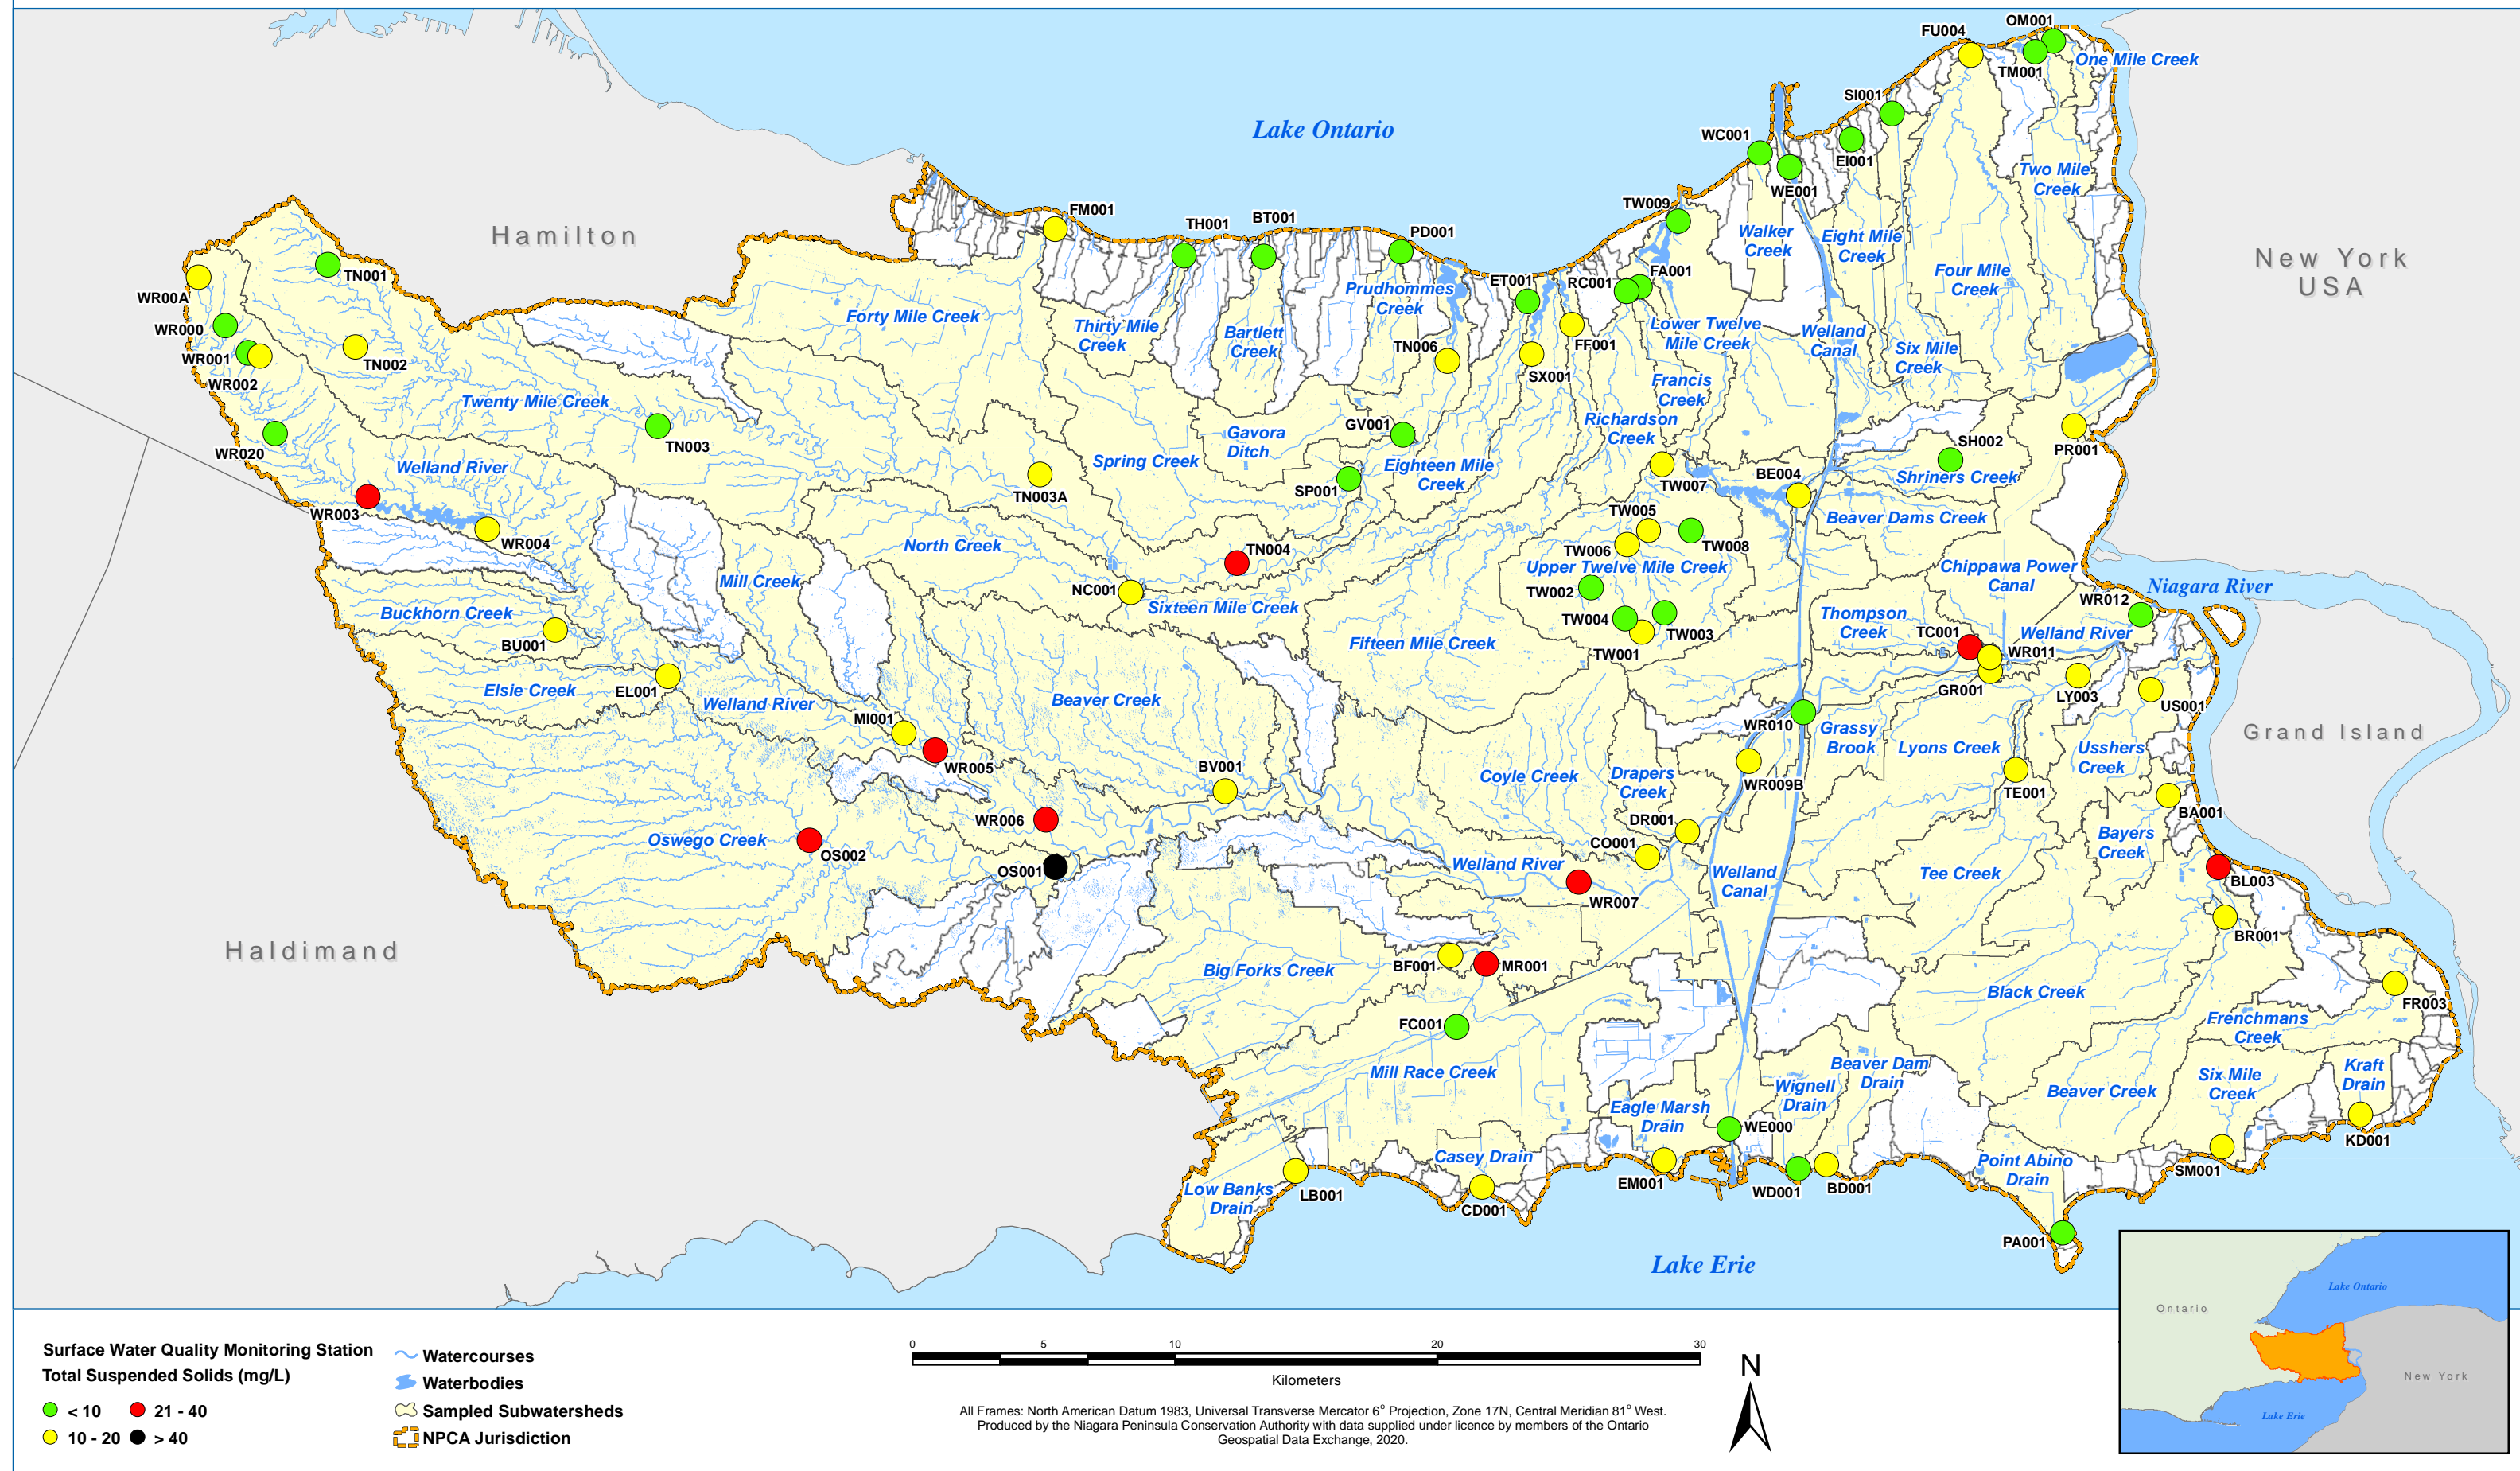 OM001
FU004
One Mile Creek
TM001
SI001
Lake Ontario
WC001
EI001
Two Mile
Creek
WE001
TW009
FM001
TH001
BT001
PD001
Hamilton
Walker
Creek
Eight Mile
Creek
New York
USA
TN001
FA001
RC001
ET001
Four Mile
Creek
WR00A
Prudhommes
Creek
Forty Mile Creek
Thirty Mile
Creek
Bartlett
Creek
Lower Twelve
Mile Creek
Welland
Canal
WR000
FF001
TN006
Six Mile
Creek
WR001
TN002
WR002
SX001
Francis
Creek
Twenty Mile Creek
GV001
Richardson
Creek
Gavora
Ditch
TN003
SH002
PR001
WR020
Welland River
Spring Creek
Eighteen Mile
Creek
BE004
Shriners Creek
TN003A
SP001
TW007
WR003
TW005
Beaver Dams Creek
WR004
North Creek
TN004
TW006
TW008
Upper Twelve Mile Creek
Chippawa Power
Canal
Mill Creek
NC001
Sixteen Mile Creek
TW002
Niagara River
WR012
Buckhorn Creek
TW004
TW003
Thompson
Creek
TC001
Welland River
BU001
Fifteen Mile Creek
TW001
WR011
Elsie Creek
EL001
GR001
LY003
US001
Welland River
Beaver Creek
MI001
WR010
Grassy
Brook
Lyons Creek
Usshers
Creek
Grand Island
WR005
BV001
Coyle Creek
Drapers
Creek
WR009B
TE001
BA001
WR006
DR001
Oswego Creek
OS002
CO001
Bayers
Creek
OS001
Welland River
Welland
Canal
Tee Creek
BL003
WR007
BR001
Haldimand
Big Forks Creek
BF001
MR001
Black Creek
FR003
FC001
Frenchmans
Creek
Mill Race Creek
Beaver Dam
Drain
Wignell
Drain
Beaver Creek
Six Mile
Creek
Kraft
Drain
Eagle Marsh
Drain
WE000
KD001
Casey Drain
Point Abino
Drain
SM001
Low Banks
Drain
LB001
EM001
WD001
BD001
CD001
PA001
Lake Erie
Lake Ontario
Ontario
New York
Lake Erie
Surface Water Quality Monitoring Station
Total Suspended Solids (mg/L)
< 10
21 - 40
10 - 20
> 40
Watercourses
Waterbodies
Sampled Subwatersheds
NPCA Jurisdiction
0 5 10 20 30
Kilometers
N
All Frames: North American Datum 1983, Universal Transverse Mercator 6° Projection, Zone 17N, Central Meridian 81° West.
Produced by the Niagara Peninsula Conservation Authority with data supplied under licence by members of the Ontario
Geospatial Data Exchange, 2020.